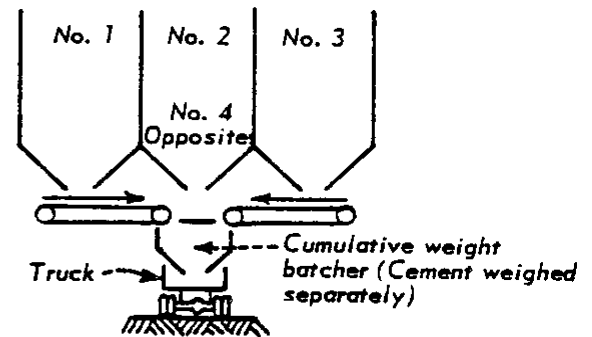 No. 1
No. 2
No. 3
No. 4
Opposite
Cumulative weight
batcher (Cement weighed
separately)
Truck